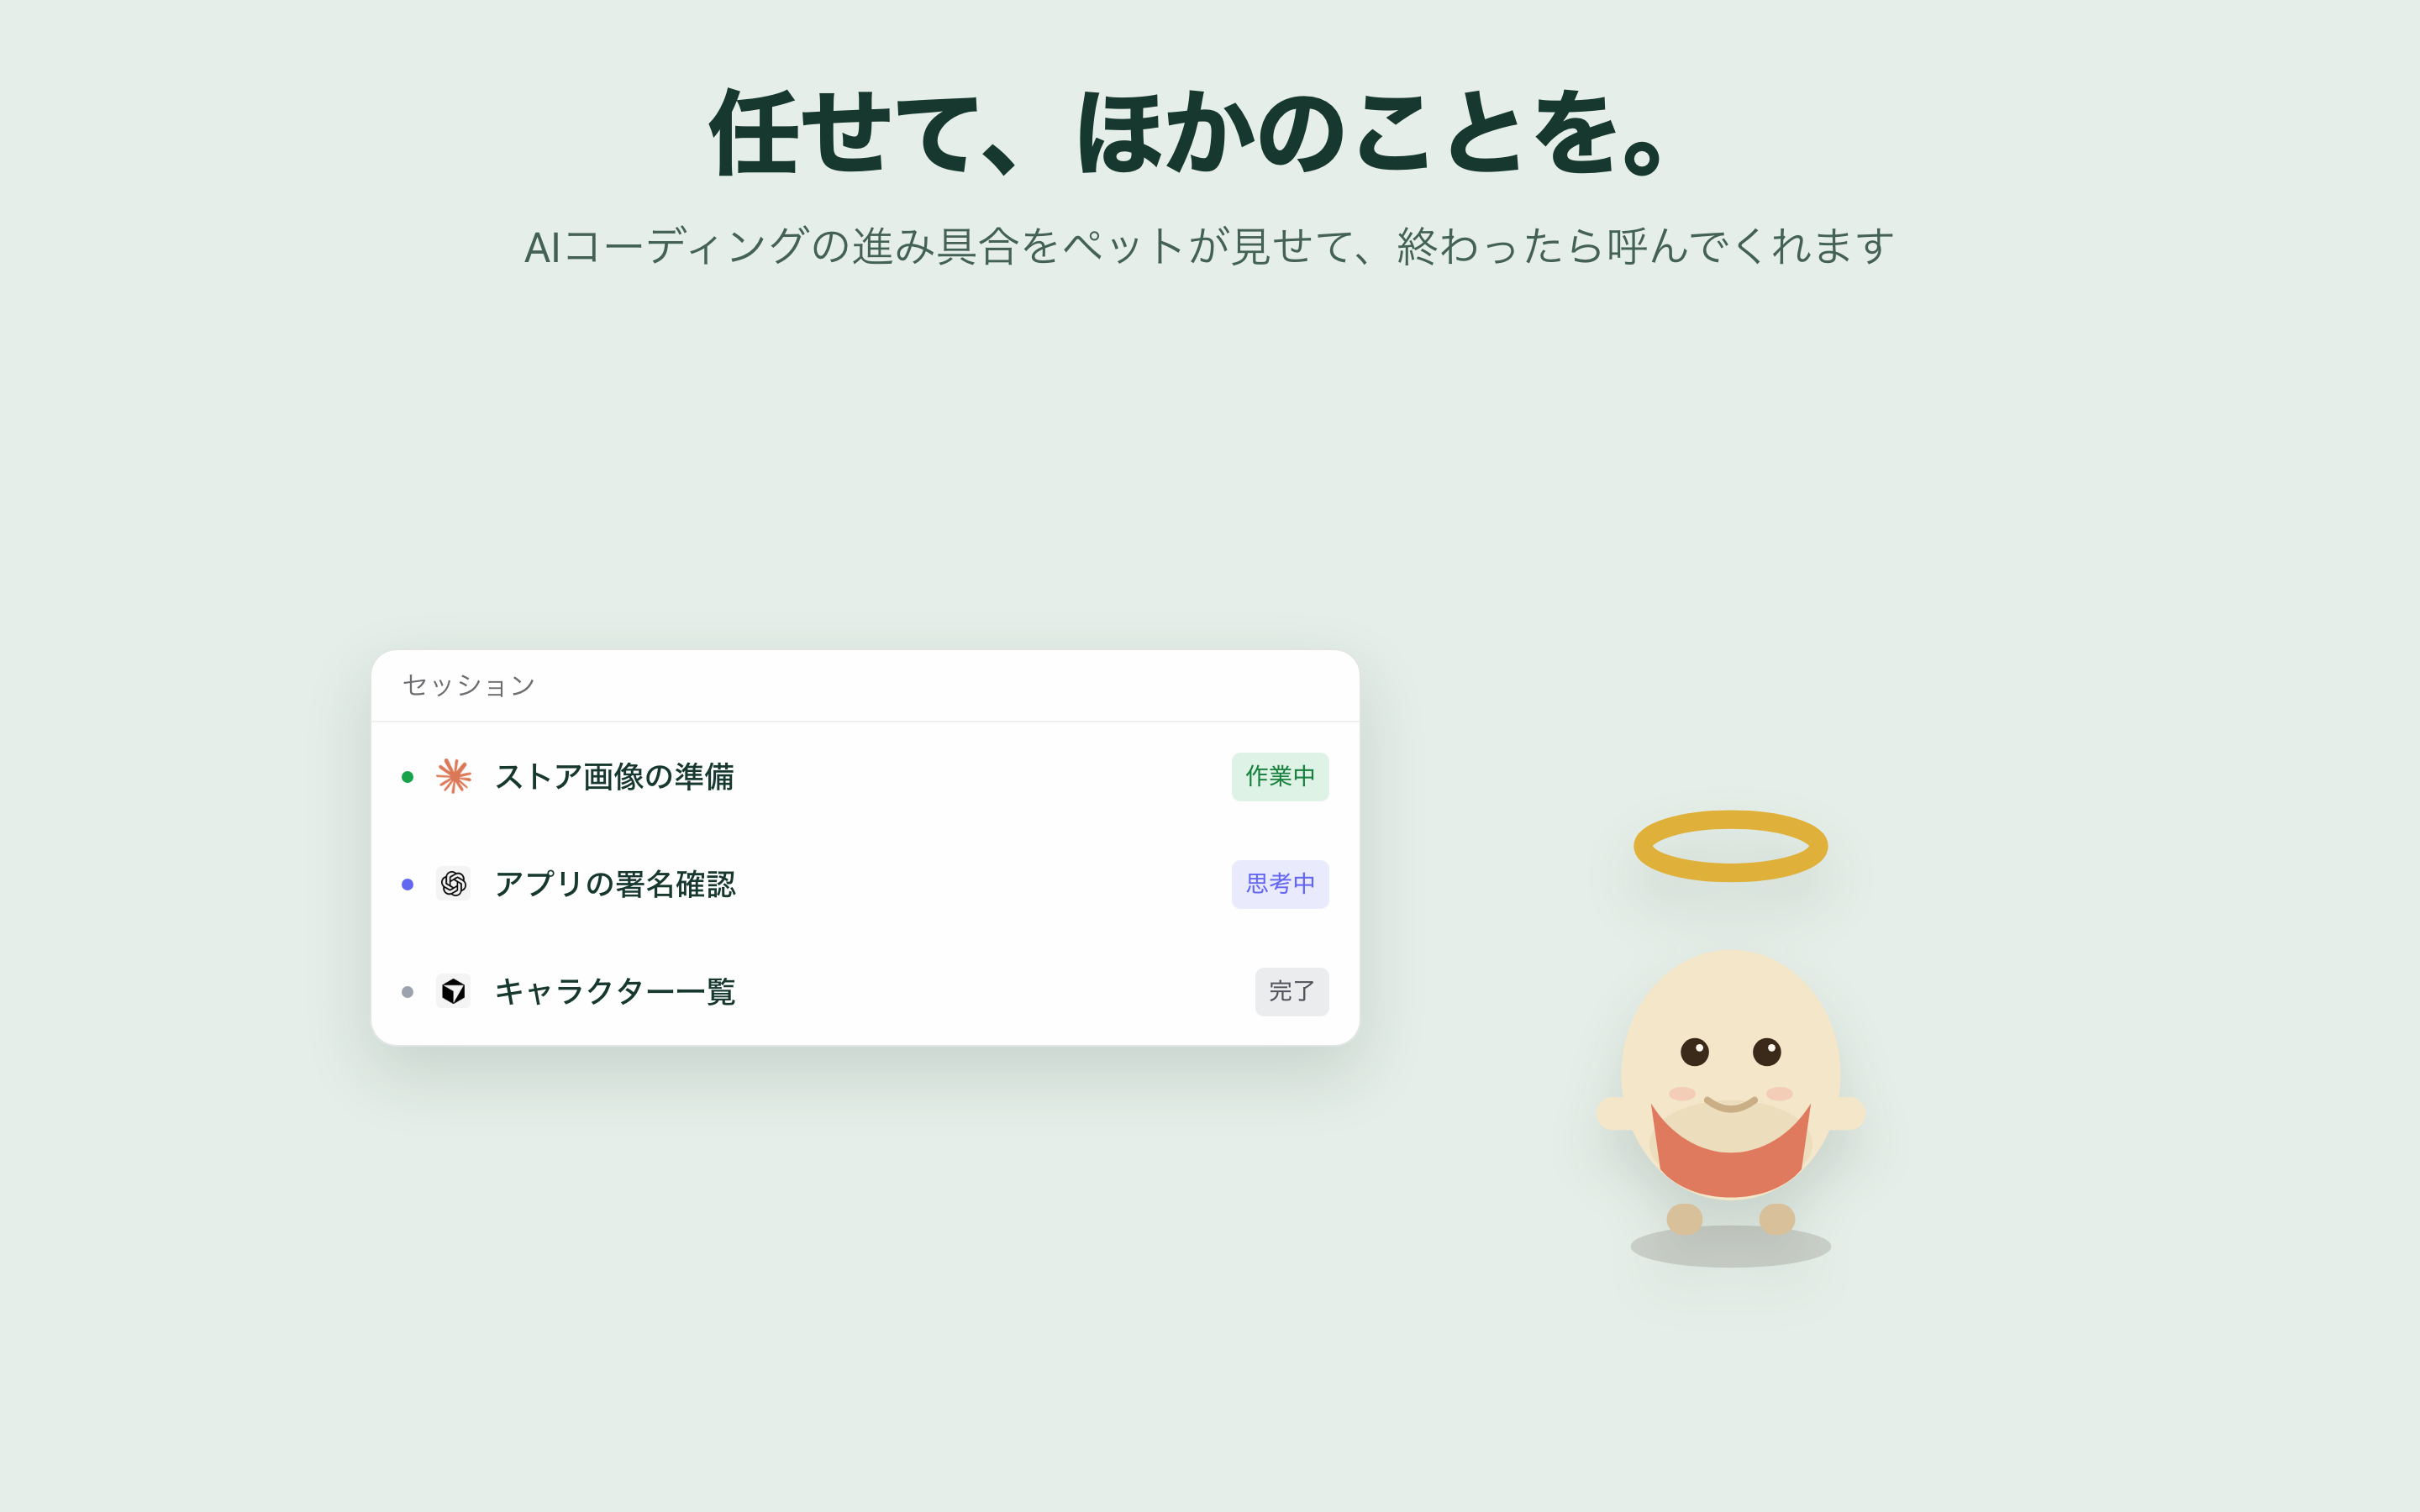 任せて、ほかのことを。
AIコーディングの進み具合をペットが見せて、終わったら呼んでくれます
セッション
ストア画像の準備 作業中
アプリの署名確認 思考中
キャラクター一覧 完了